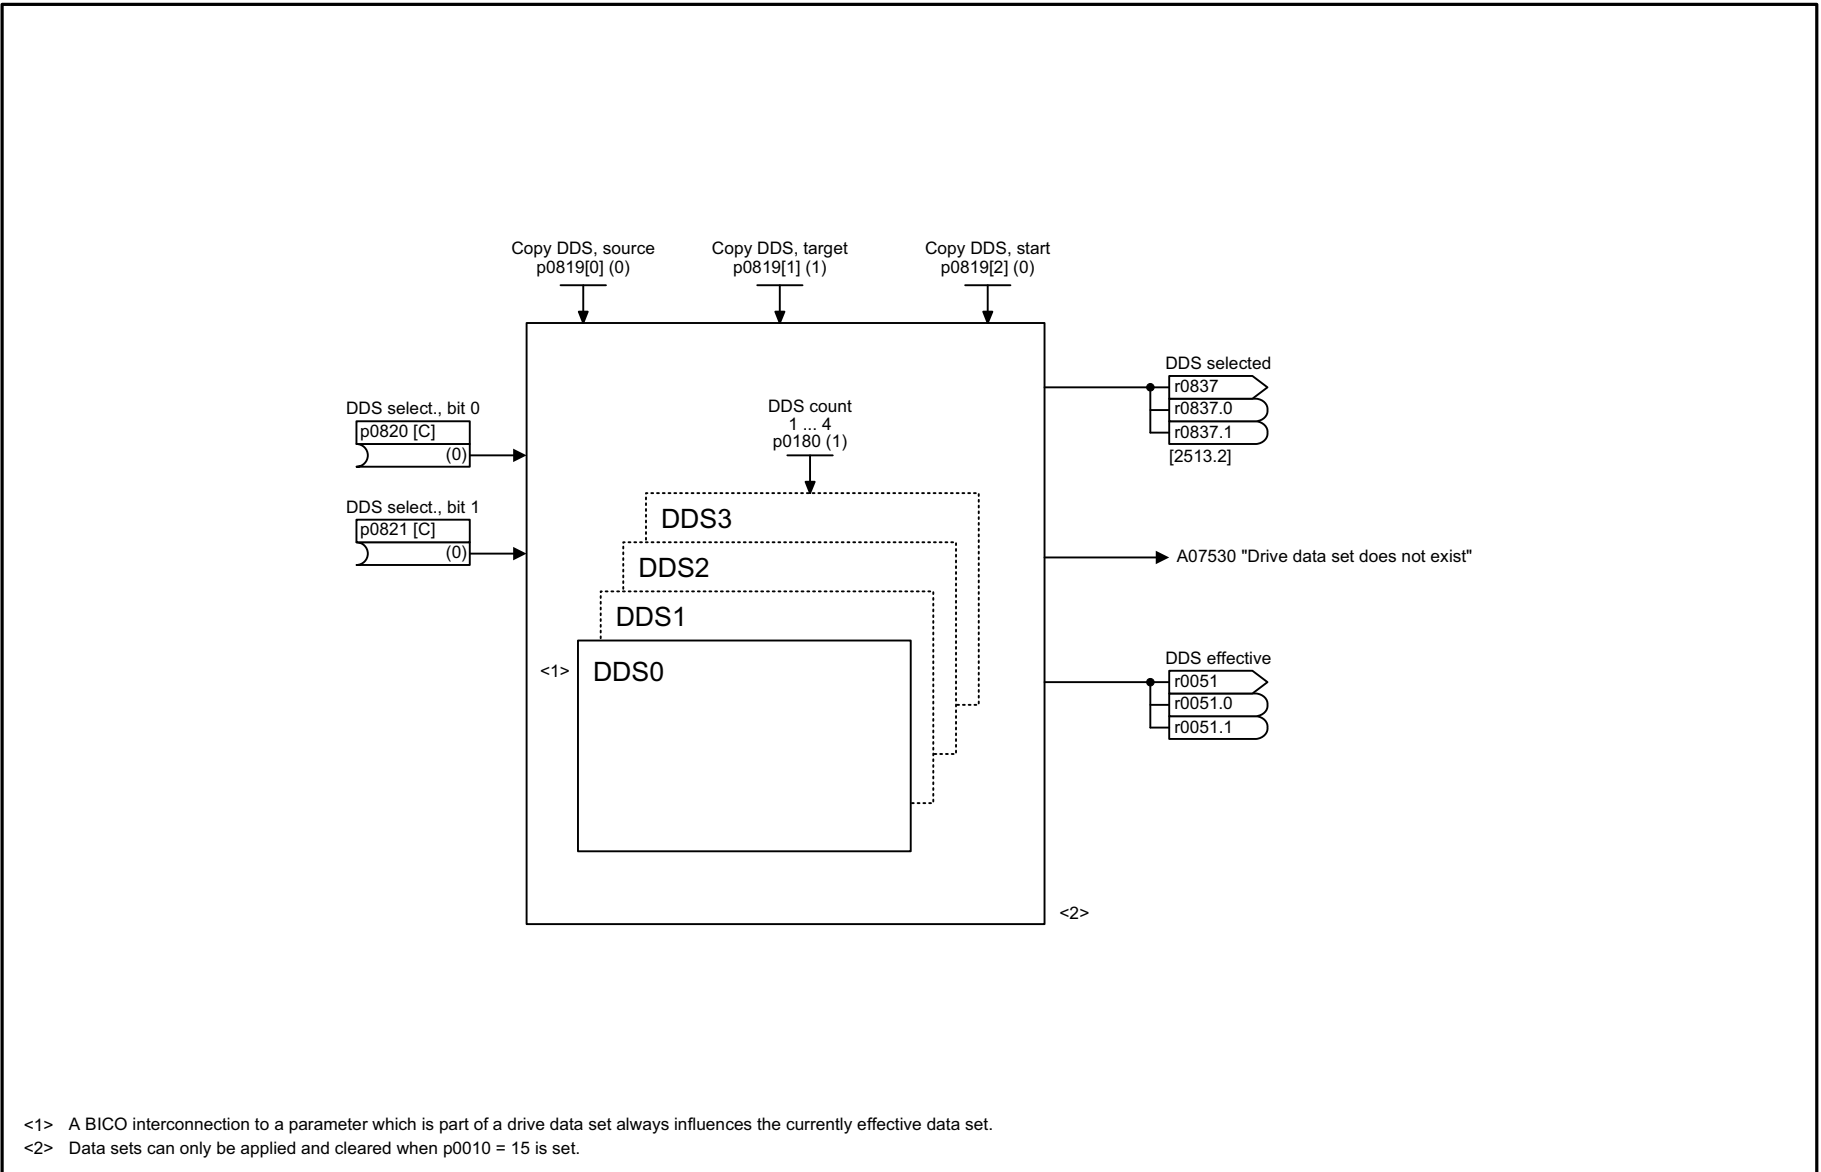 Copy DDS, source
p0819[0] (0)
Copy DDS, target
p0819[1] (1)
Copy DDS, start
p0819[2] (0)
DDS select., bit 0
p0820 [C]
(0)
DDS select., bit 1
p0821 [C]
(0)
DDS count
1 ... 4
p0180 (1)
DDS3
DDS2
DDS1
<1>
DDS0
DDS selected
r0837
r0837.0
r0837.1
[2513.2]
A07530 "Drive data set does not exist"
DDS effective
r0051
r0051.0
r0051.1
<2>
<1> A BICO interconnection to a parameter which is part of a drive data set always influences the currently effective data set.
<2> Data sets can only be applied and cleared when p0010 = 15 is set.